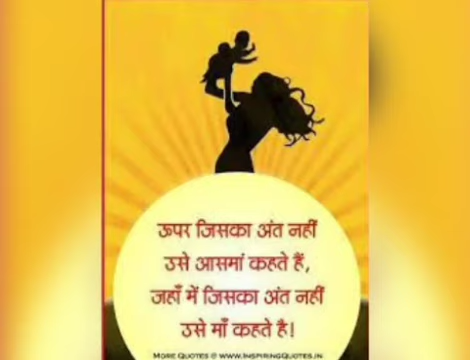 ऊपर जिसका अंत नहीं
उसे आसमां कहते हैं,
जहाँ में जिसका अंत नहीं
उसे माँ कहते है!
MORE QUOTES @ WWW.INSPIRINGQUOTES.IN